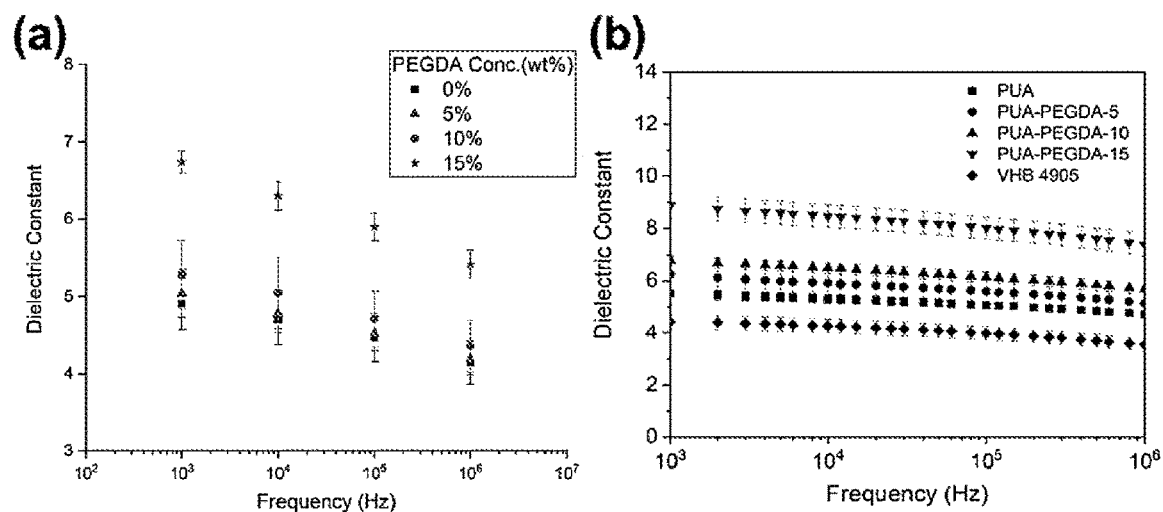 (a)
8
7
6
5
4
3
Dielectric Constant
PEGDA Conc.(wt%)
0%
5%
10%
15%
10²
10³
10⁴
10⁵
10⁶
10⁷
Frequency (Hz)
(b)
14
12
10
8
6
4
2
0
Dielectric Constant
PUA
PUA-PEGDA-5
PUA-PEGDA-10
PUA-PEGDA-15
VHB 4905
10³
10⁴
10⁵
10⁶
Frequency (Hz)